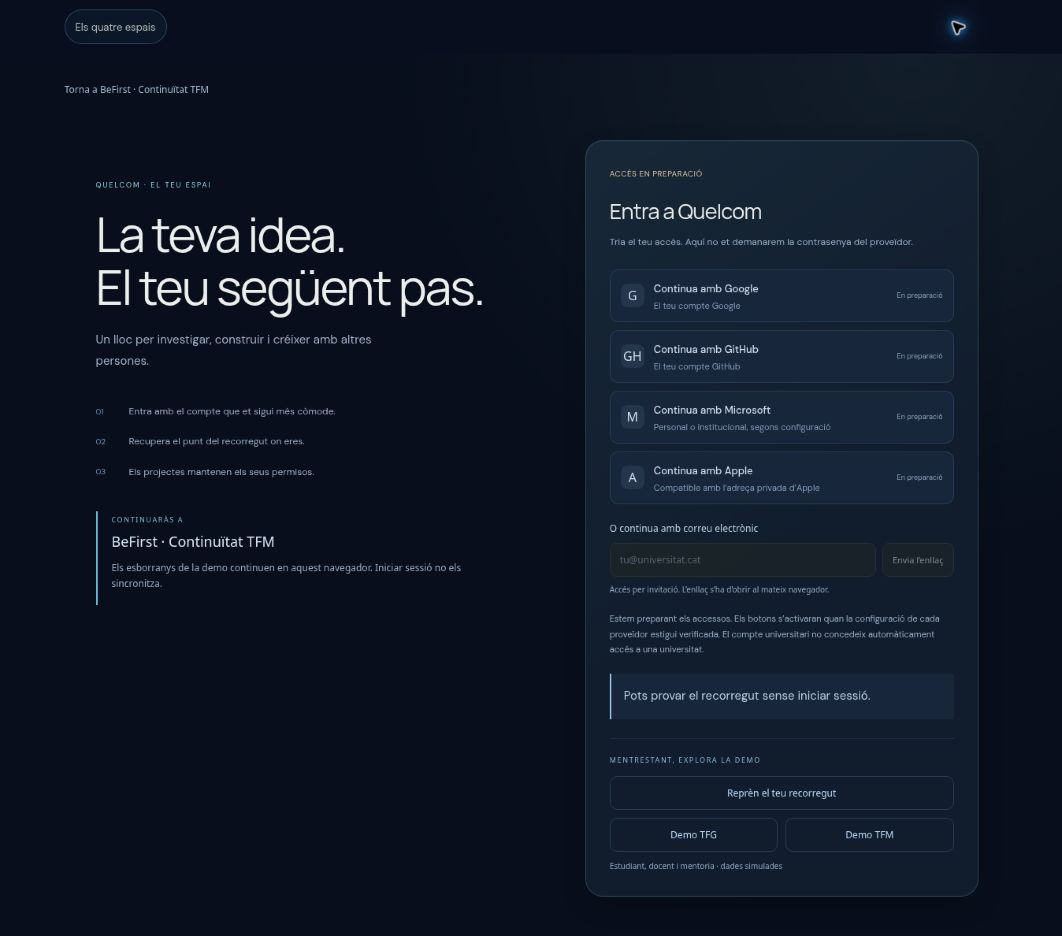 Els quatre espais
Torna a BeFirst · Continuïtat TFM
QUELCOM · EL TEU ESPAI
La teva idea.
El teu següent pas.
Un lloc per investigar, construir i créixer amb altres
persones.
01 Entra amb el compte que et sigui més còmode.
02 Recupera el punt del recorregut on eres.
03 Els projectes mantenen els seus permisos.
CONTINUARÀS A
BeFirst · Continuïtat TFM
Els esborranys de la demo continuen en aquest navegador. Iniciar sessió no els
sincronitza.
ACCÉS EN PREPARACIÓ
Entra a Quelcom
Tria el teu accés. Aquí no et demanarem la contrasenya del proveïdor.
G Continua amb Google En preparació
El teu compte Google
GH Continua amb GitHub En preparació
El teu compte GitHub
M Continua amb Microsoft En preparació
Personal o institucional, segons configuració
A Continua amb Apple En preparació
Compatible amb l'adreça privada d'Apple
O continua amb correu electrònic
tu@universitat.cat Envia l'enllaç
Accés per invitació. L'enllaç s'ha d'obrir al mateix navegador.
Estem preparant els accessos. Els botons s'activaran quan la configuració de cada
proveïdor estigui verificada. El compte universitari no concedeix automàticament
accés a una universitat.
Pots provar el recorregut sense iniciar sessió.
MENTRESTANT, EXPLORA LA DEMO
Reprèn el teu recorregut
Demo TFG Demo TFM
Estudiant, docent i mentoria · dades simulades